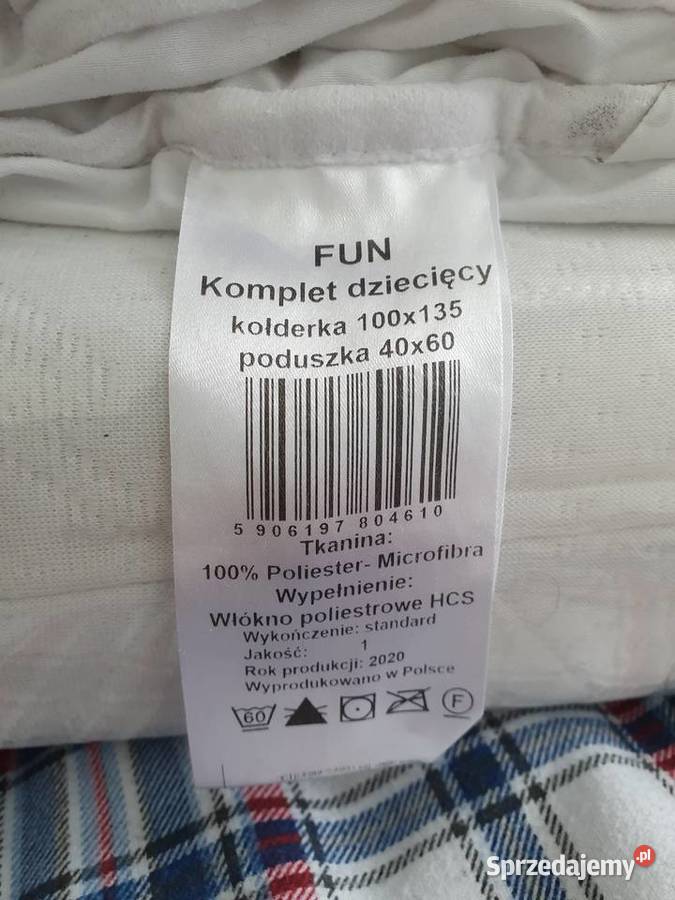 FUN
Komplet dziecięcy
kołderka 100x135
poduszka 40x60
5 906197 804610
Tkanina:
100% Poliester- Microfibra
Wypełnienie:
Włókno poliestrowe HCS
Wykończenie: standard
Jakość: 1
Rok produkcji: 2020
Wyprodukowano w Polsce
60
F
Sprzedajemy.pl